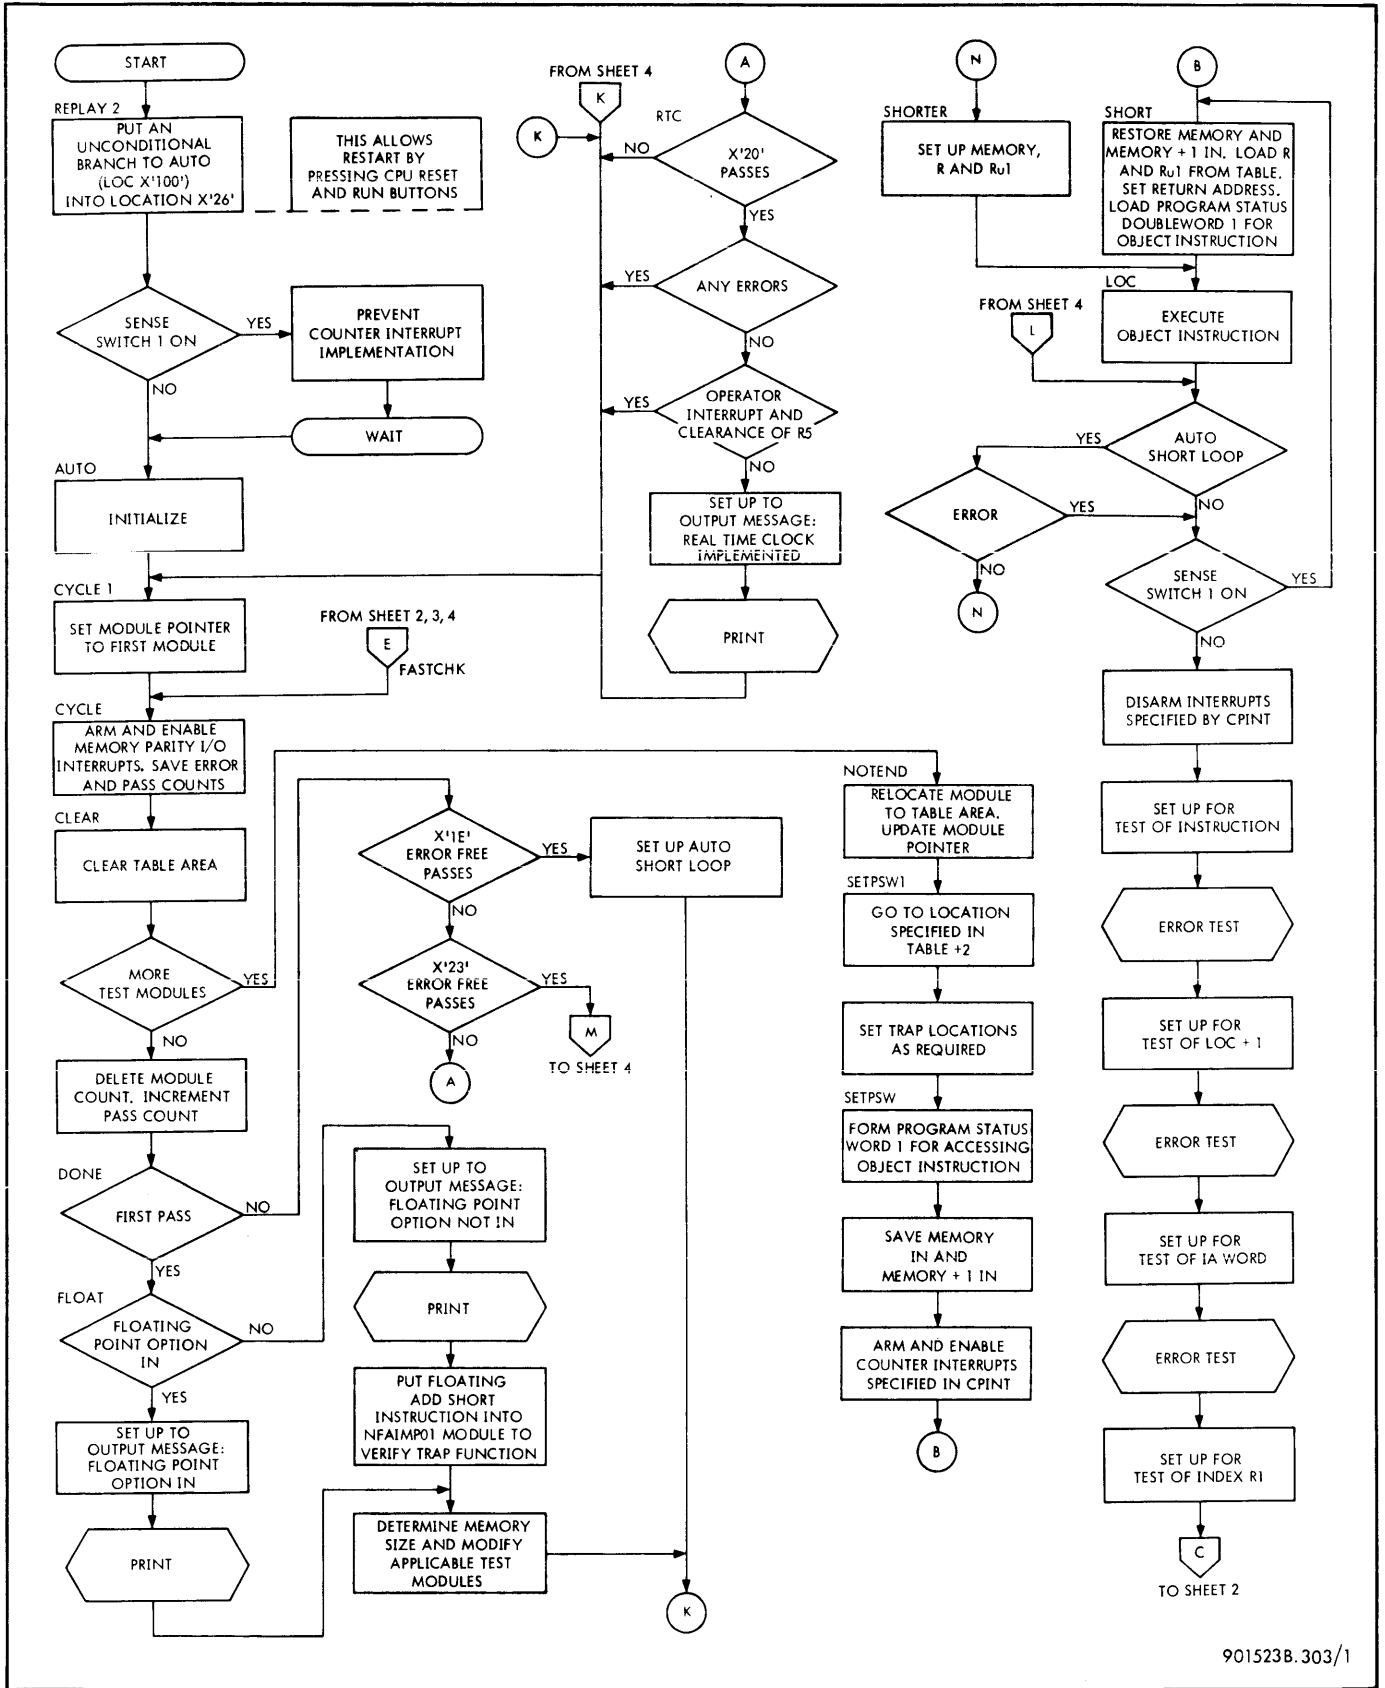 START
REPLAY 2
PUT AN
UNCONDITIONAL
BRANCH TO AUTO
(LOC X'100')
INTO LOCATION X'26'
THIS ALLOWS
RESTART BY
PRESSING CPU RESET
AND RUN BUTTONS
SENSE
SWITCH 1 ON
YES
NO
PREVENT
COUNTER INTERRUPT
IMPLEMENTATION
WAIT
AUTO
INITIALIZE
CYCLE 1
SET MODULE POINTER
TO FIRST MODULE
FROM SHEET 2, 3, 4
E
FASTCHK
CYCLE
ARM AND ENABLE
MEMORY PARITY I/O
INTERRUPTS. SAVE ERROR
AND PASS COUNTS
CLEAR
CLEAR TABLE AREA
MORE
TEST MODULES
YES
NO
DELETE MODULE
COUNT. INCREMENT
PASS COUNT
DONE
FIRST PASS
NO
YES
FLOAT
FLOATING
POINT OPTION
IN
NO
YES
SET UP TO
OUTPUT MESSAGE:
FLOATING POINT
OPTION IN
PRINT
X'1E'
ERROR FREE
PASSES
YES
NO
SET UP AUTO
SHORT LOOP
X'23'
ERROR FREE
PASSES
YES
NO
M
TO SHEET 4
A
SET UP TO
OUTPUT MESSAGE:
FLOATING POINT
OPTION NOT IN
PRINT
PUT FLOATING
ADD SHORT
INSTRUCTION INTO
NFAIMP01 MODULE TO
VERIFY TRAP FUNCTION
DETERMINE MEMORY
SIZE AND MODIFY
APPLICABLE TEST
MODULES
K
FROM SHEET 4
K
K
A
RTC
X'20'
PASSES
NO
YES
ANY ERRORS
YES
NO
OPERATOR
INTERRUPT AND
CLEARANCE OF R5
YES
NO
SET UP TO
OUTPUT MESSAGE:
REAL TIME CLOCK
IMPLEMENTED
PRINT
NOTEND
RELOCATE MODULE
TO TABLE AREA.
UPDATE MODULE
POINTER
SETPSW1
GO TO LOCATION
SPECIFIED IN
TABLE +2
SET TRAP LOCATIONS
AS REQUIRED
SETPSW
FORM PROGRAM STATUS
WORD 1 FOR ACCESSING
OBJECT INSTRUCTION
SAVE MEMORY
IN AND
MEMORY + 1 IN
ARM AND ENABLE
COUNTER INTERRUPTS
SPECIFIED IN CPINT
B
N
SHORTER
SET UP MEMORY,
R AND Ru1
B
SHORT
RESTORE MEMORY AND
MEMORY + 1 IN. LOAD R
AND Ru1 FROM TABLE.
SET RETURN ADDRESS.
LOAD PROGRAM STATUS
DOUBLEWORD 1 FOR
OBJECT INSTRUCTION
LOC
EXECUTE
OBJECT INSTRUCTION
FROM SHEET 4
L
AUTO
SHORT LOOP
YES
NO
ERROR
YES
NO
N
SENSE
SWITCH 1 ON
YES
NO
DISARM INTERRUPTS
SPECIFIED BY CPINT
SET UP FOR
TEST OF INSTRUCTION
ERROR TEST
SET UP FOR
TEST OF LOC + 1
ERROR TEST
SET UP FOR
TEST OF IA WORD
ERROR TEST
SET UP FOR
TEST OF INDEX R1
C
TO SHEET 2
901523B.303/1